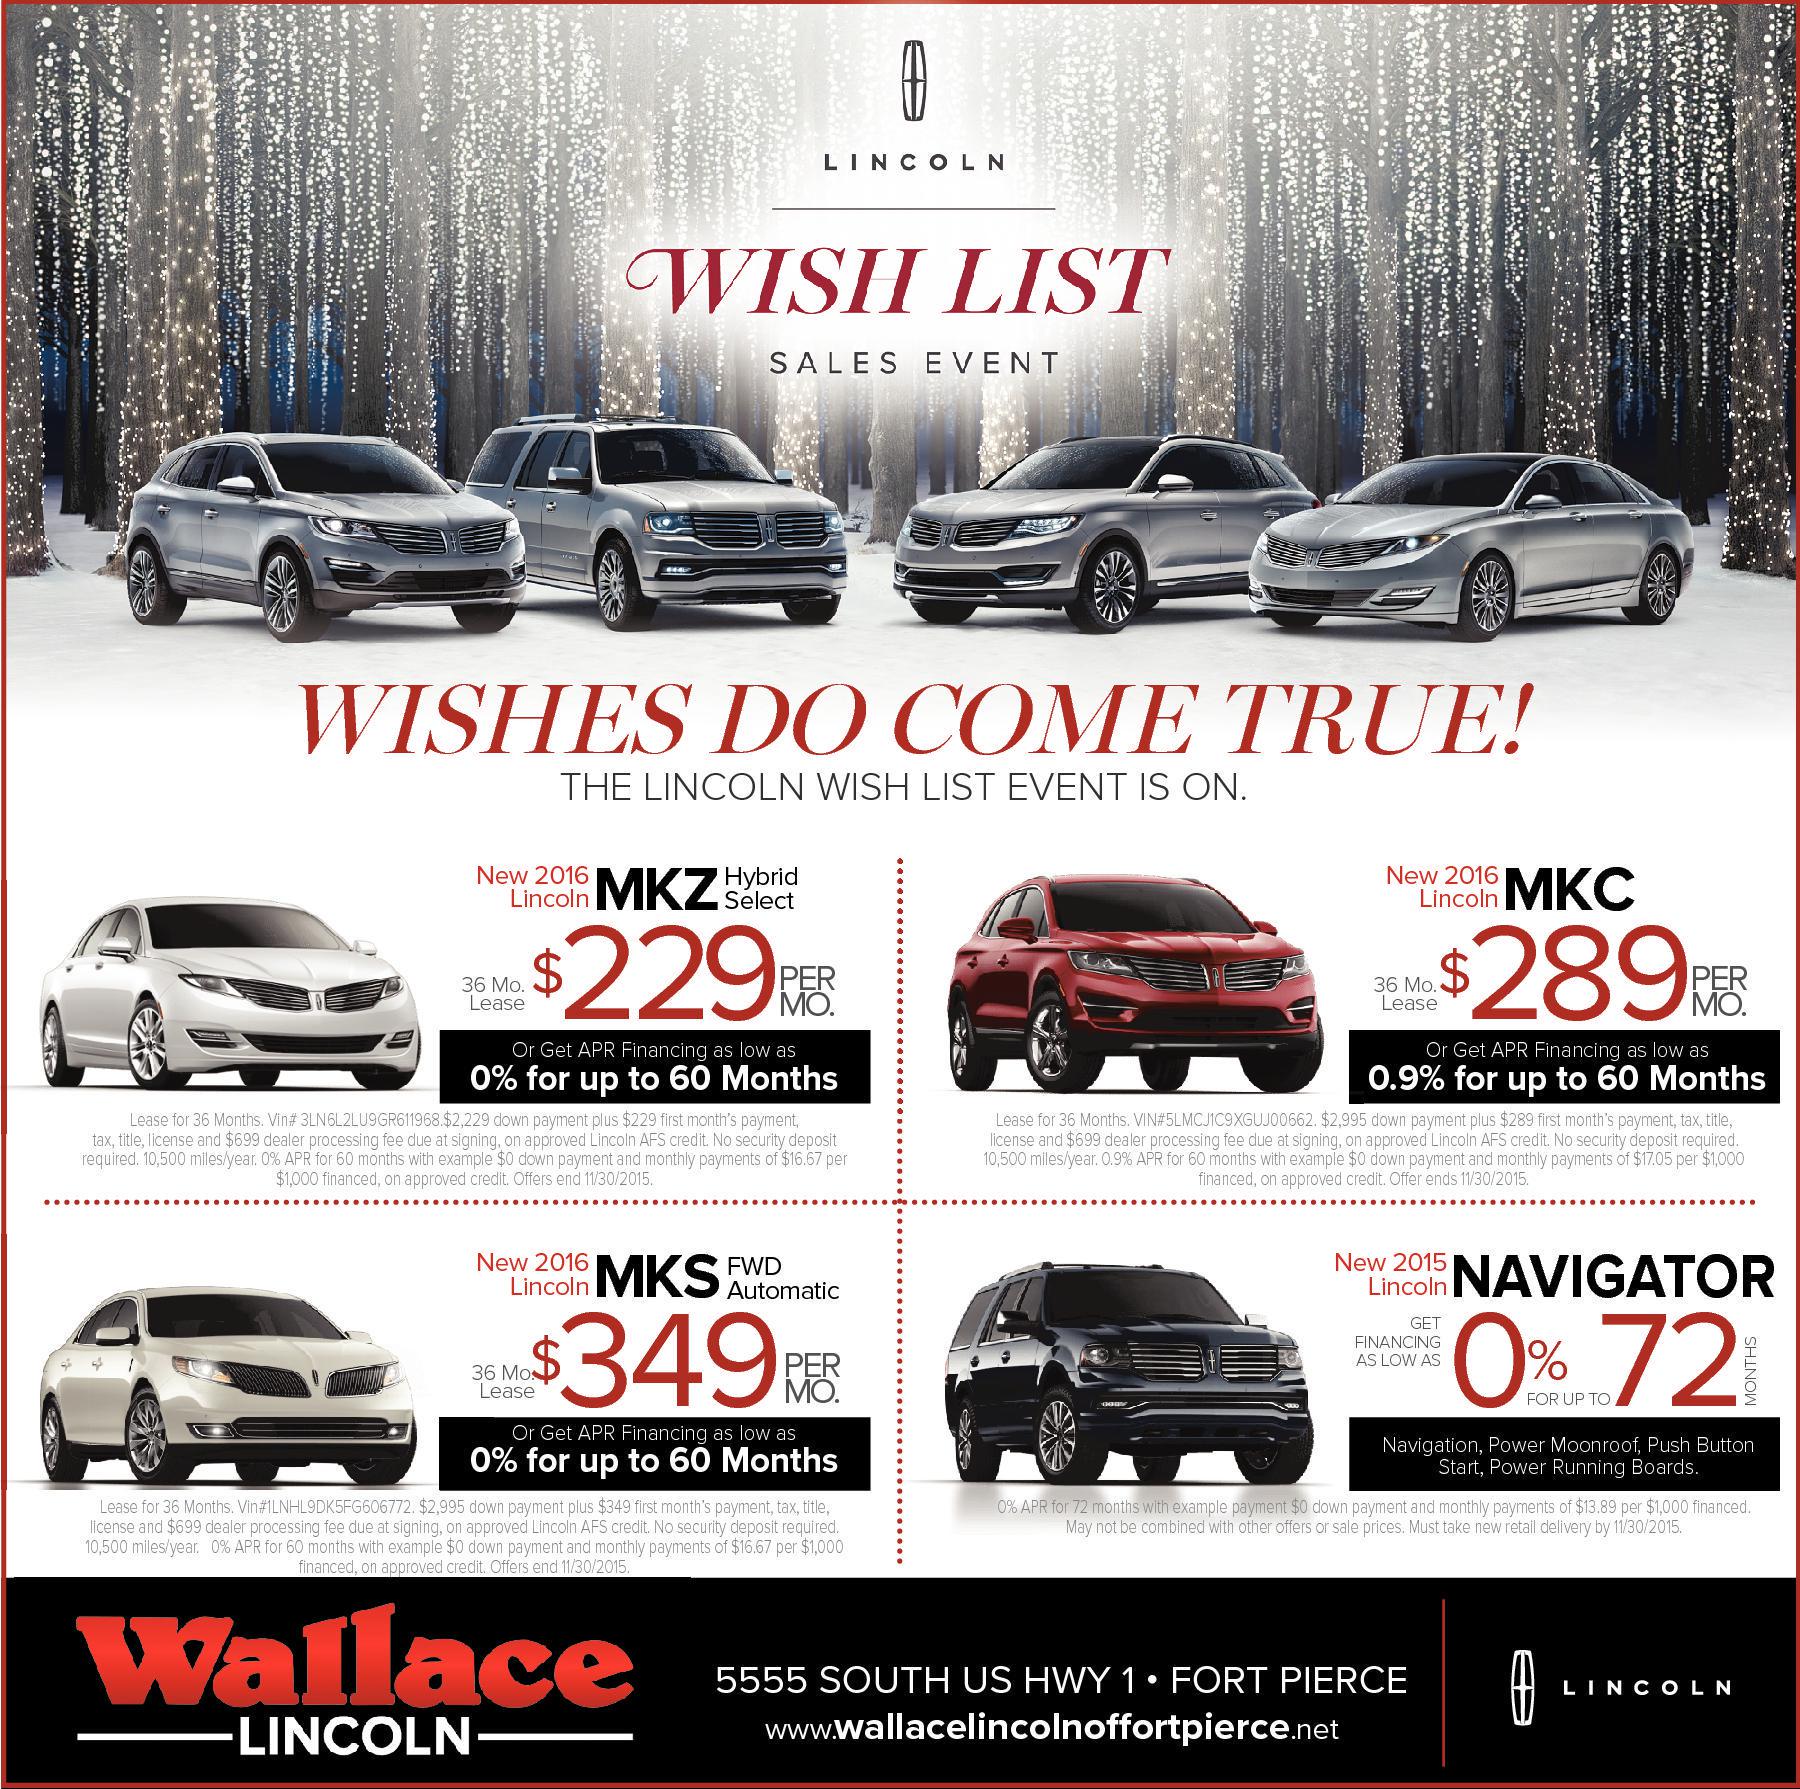 LINCOLN
WISH LIST
SALES EVENT
WISHES DO COME TRUE!
THE LINCOLN WISH LIST EVENT IS ON.
New 2016 Lincoln MKZ Hybrid Select
36 Mo. Lease $229 PER MO.
Or Get APR Financing as low as
0% for up to 60 Months
Lease for 36 Months. Vin# 3LN6L2LU9GR611968.$2,229 down payment plus $229 first month's payment,
tax, title, license and $699 dealer processing fee due at signing, on approved Lincoln AFS credit. No security deposit
required. 10,500 miles/year. 0% APR for 60 months with example $0 down payment and monthly payments of $16.67 per
$1,000 financed, on approved credit. Offers end 11/30/2015.
New 2016 Lincoln MKC
36 Mo. Lease $289 PER MO.
Or Get APR Financing as low as
0.9% for up to 60 Months
Lease for 36 Months. VIN#5LMCJ1C9XGUJ00662. $2,995 down payment plus $289 first month's payment, tax, title,
license and $699 dealer processing fee due at signing, on approved Lincoln AFS credit. No security deposit required.
10,500 miles/year. 0.9% APR for 60 months with example $0 down payment and monthly payments of $17.05 per $1,000
financed, on approved credit. Offer ends 11/30/2015.
New 2016 Lincoln MKS FWD Automatic
36 Mo. Lease $349 PER MO.
Or Get APR Financing as low as
0% for up to 60 Months
Lease for 36 Months. Vin#1LNHL9DK5FG606772. $2,995 down payment plus $349 first month's payment, tax, title,
license and $699 dealer processing fee due at signing, on approved Lincoln AFS credit. No security deposit required.
10,500 miles/year. 0% APR for 60 months with example $0 down payment and monthly payments of $16.67 per $1,000
financed, on approved credit. Offers end 11/30/2015.
New 2015 Lincoln NAVIGATOR
GET FINANCING AS LOW AS 0% FOR UP TO 72 MONTHS
Navigation, Power Moonroof, Push Button
Start, Power Running Boards.
0% APR for 72 months with example payment $0 down payment and monthly payments of $13.89 per $1,000 financed.
May not be combined with other offers or sale prices. Must take new retail delivery by 11/30/2015.
Wallace
LINCOLN
5555 SOUTH US HWY 1 • FORT PIERCE
www.wallacelincolnoffortpierce.net
LINCOLN